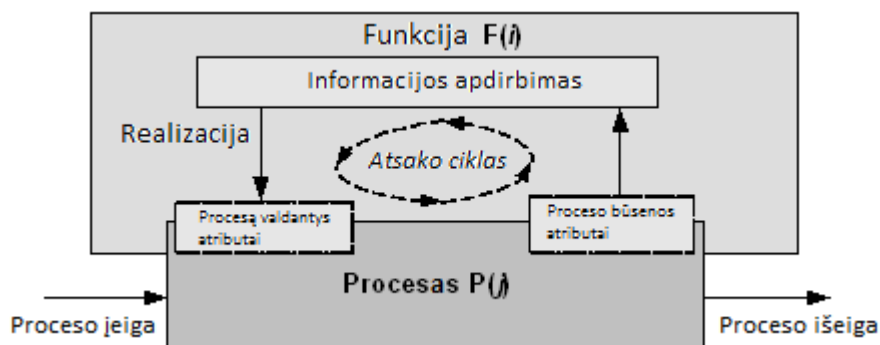 Funkcija F(i)
Informacijos apdirbimas
Realizacija
Atsako ciklas
Procesą valdantys
atributai
Proceso būsenos
atributai
Procesas P(j)
Proceso įeiga
Proceso išeiga